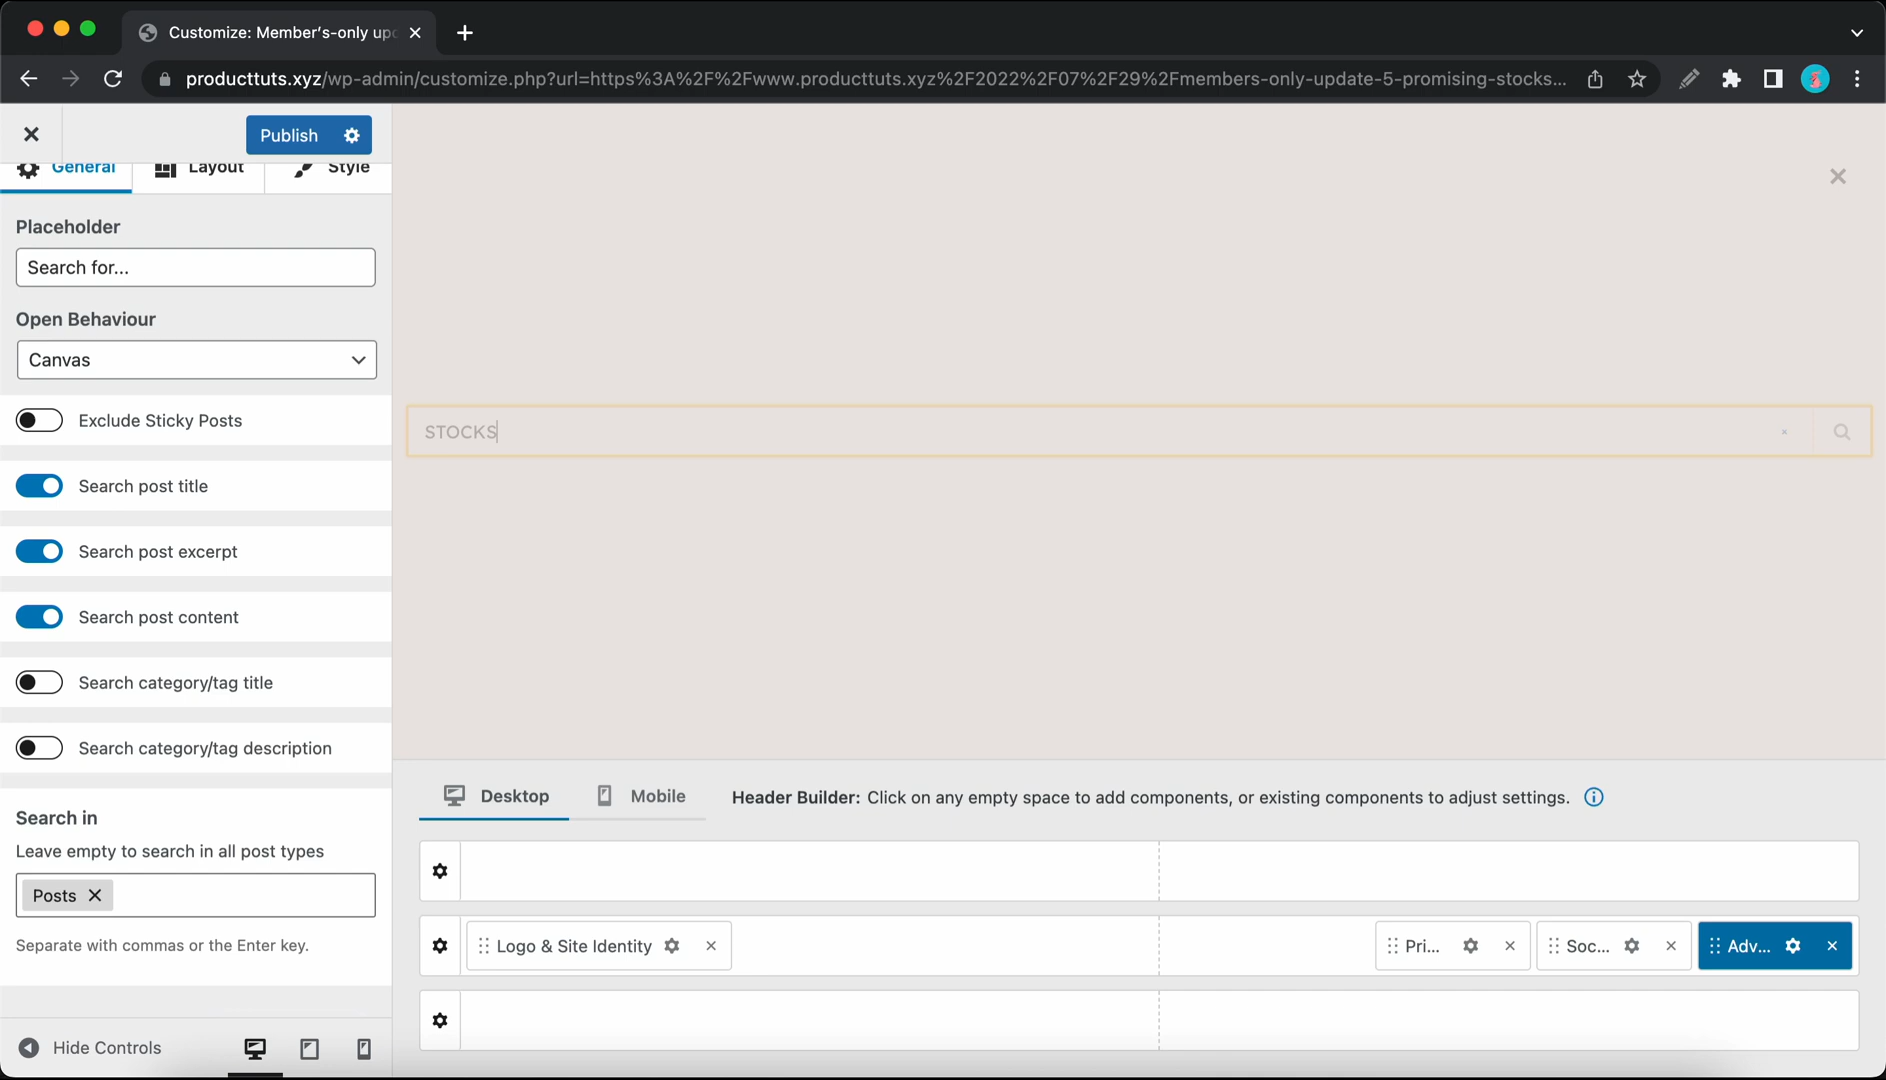 Customize: Member's-only upd
producttuts.xyz/wp-admin/customize.php?url=https%3A%2F%2Fwww.producttuts.xyz%2F2022%2F07%2F29%2Fmembers-only-update-5-promising-stocks...
Publish
General Layout Style
Placeholder
Search for...
Open Behaviour
Canvas
Exclude Sticky Posts
STOCKS
Search post title
Search post excerpt
Search post content
Search category/tag title
Search category/tag description
Search in
Leave empty to search in all post types
Posts
Separate with commas or the Enter key.
Hide Controls
Desktop Mobile Header Builder: Click on any empty space to add components, or existing components to adjust settings.
Logo & Site Identity Pri... Soc... Adv...